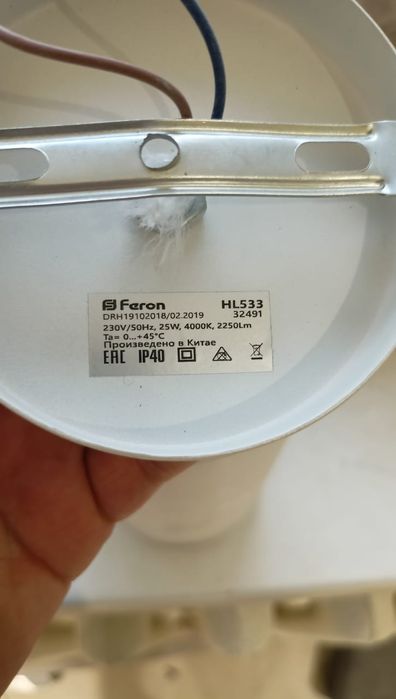 Feron HL533
DRH19102018/02.2019 32491
230V/50Hz, 25W, 4000K, 2250Lm
Ta= 0...+45°C
Произведено в Китае
EAC IP40